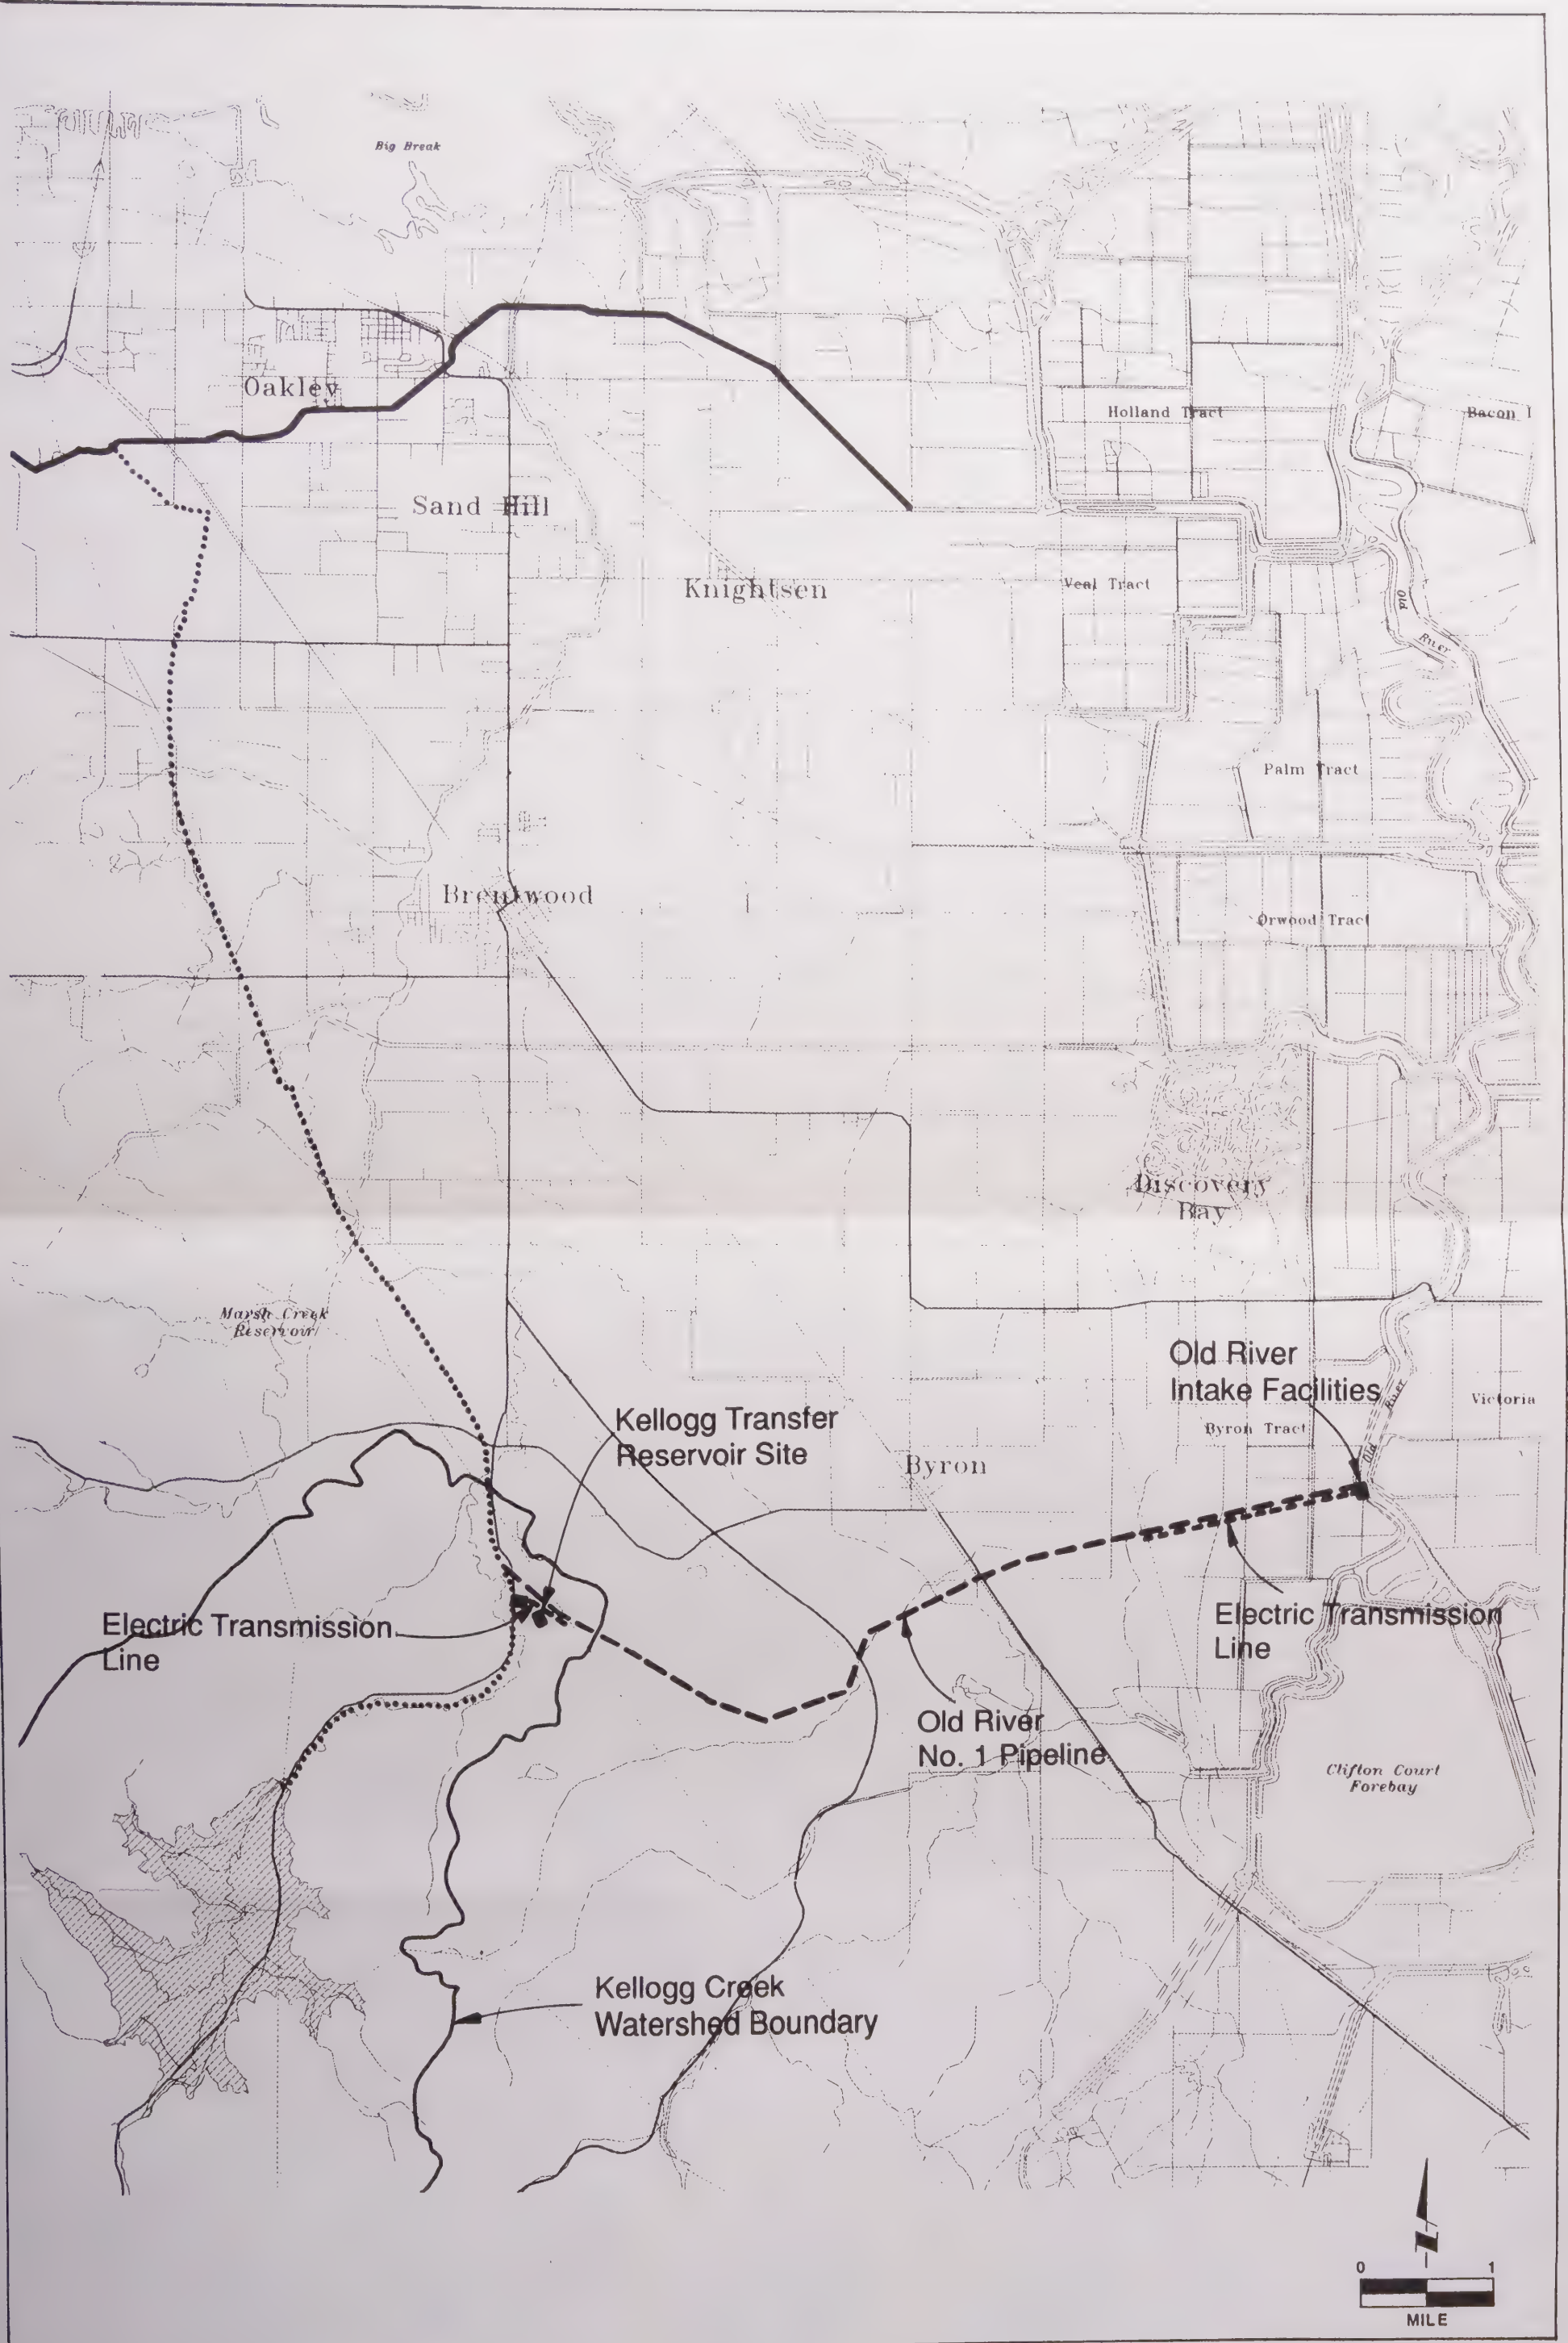 Big Break
Oakley
Holland Tract
Bacon I
Sand Hill
Knightsen
Veal Tract
Old
River
Palm Tract
Brentwood
Orwood Tract
Discovery
Bay
Marsh Creek
Reservoir
Old River
Intake Facilities
River
Victoria
Kellogg Transfer
Reservoir Site
Byron Tract
Old
Byron
Electric Transmission
Line
Electric Transmission
Line
Old River
No. 1 Pipeline
Clifton Court
Forebay
Kellogg Creek
Watershed Boundary
N
0 1
MILE